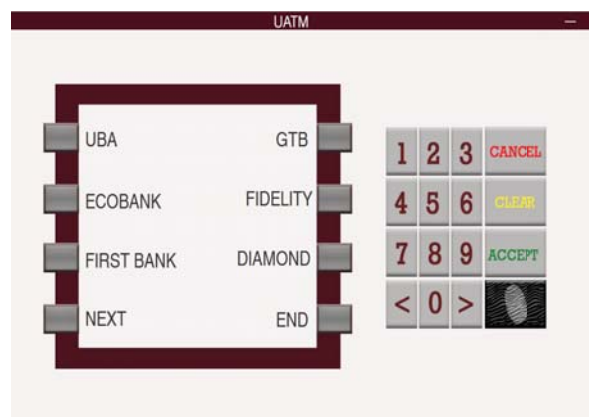 UATM
UBA GTB
ECOBANK FIDELITY
FIRST BANK DIAMOND
NEXT END
1 2 3 CANCEL
4 5 6 CLEAR
7 8 9 ACCEPT
< 0 >